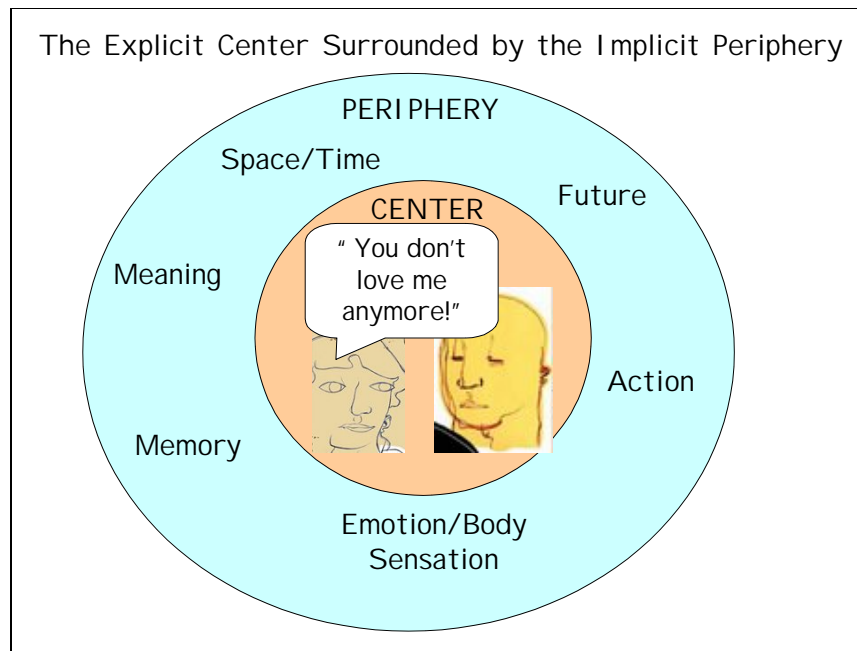 The Explicit Center Surrounded by the Implicit Periphery
PERIPHERY
Space/Time
Future
CENTER
" You don't
love me
anymore!"
Meaning
Action
Memory
Emotion/Body
Sensation